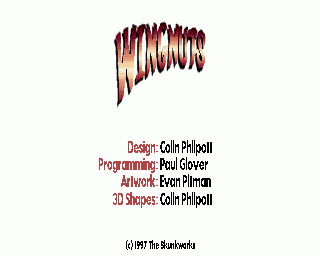 WINGNUTS
Design: Colin Philpott
Programming: Paul Glover
Artwork: Evan Pitman
3D Shapes: Colin Philpott
(c) 1997 The Skunkworks